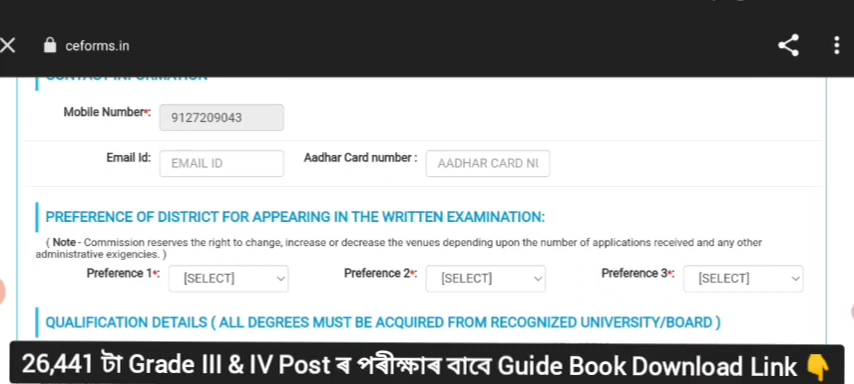 ceforms.in
CONTACT INFORMATION
Mobile Number*: 9127209043
Email Id: EMAIL ID Aadhar Card number : AADHAR CARD NU
PREFERENCE OF DISTRICT FOR APPEARING IN THE WRITTEN EXAMINATION:
( Note - Commission reserves the right to change, increase or decrease the venues depending upon the number of applications received and any other
administrative exigencies. )
Preference 1*: [SELECT] Preference 2*: [SELECT] Preference 3*: [SELECT]
QUALIFICATION DETAILS ( ALL DEGREES MUST BE ACQUIRED FROM RECOGNIZED UNIVERSITY/BOARD )
26,441 টা Grade III & IV Post ৰ পৰীক্ষাৰ বাবে Guide Book Download Link 👇